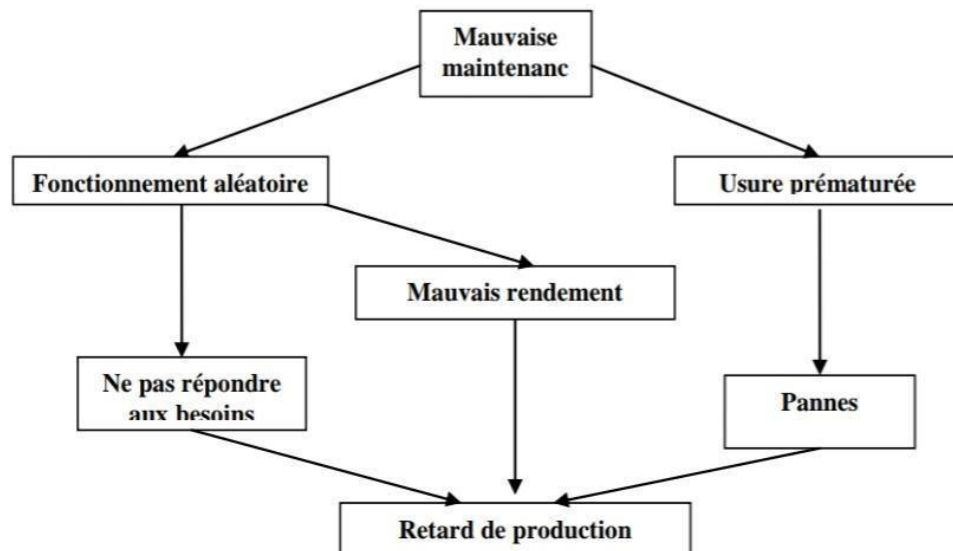 Mauvaise
maintenanc
Fonctionnement aléatoire
Usure prématurée
Mauvais rendement
Ne pas répondre
aux besoins
Pannes
Retard de production